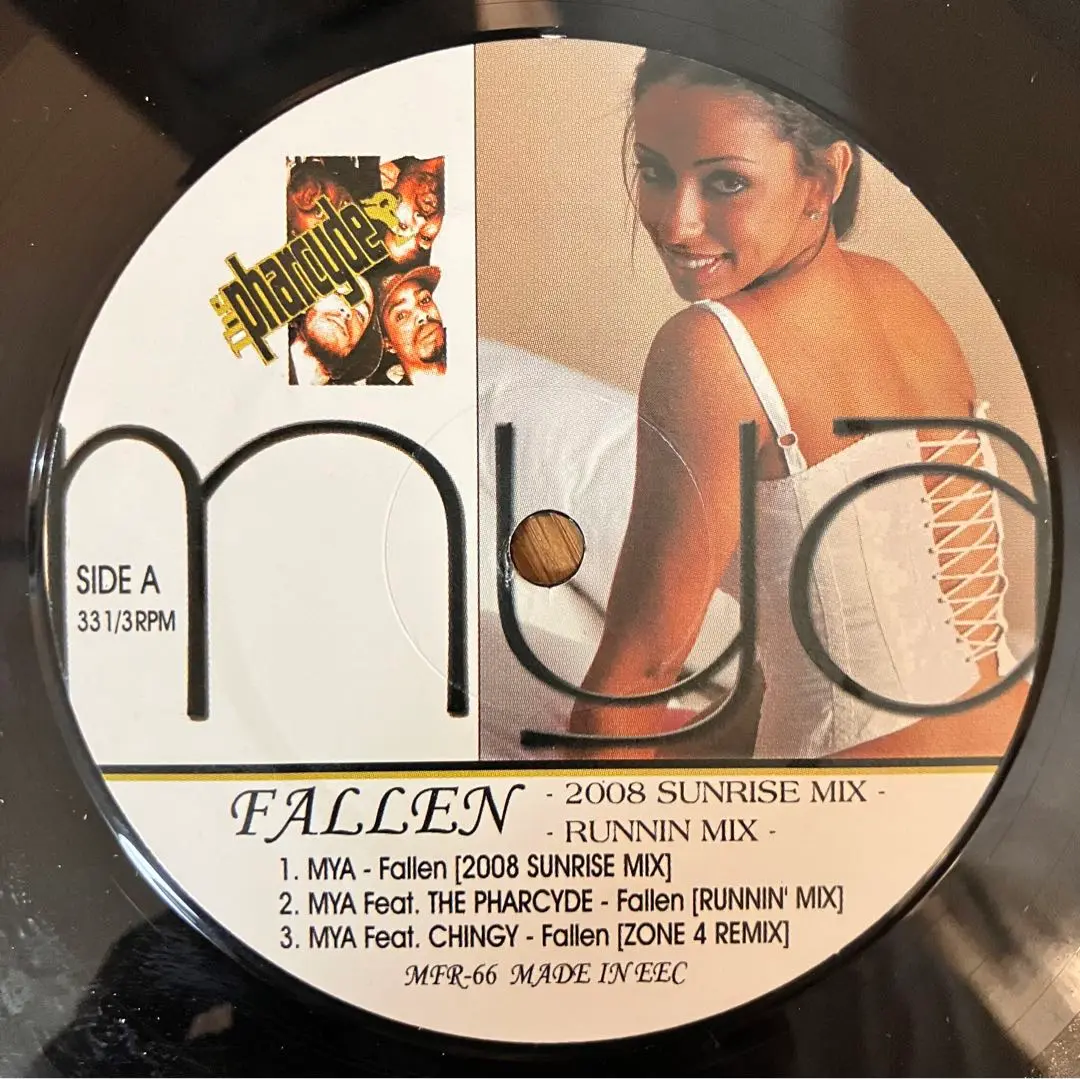 THE pharcyde
mya
SIDE A
33 1/3 RPM
FALLEN
- 2008 SUNRISE MIX -
- RUNNIN MIX -
1. MYA - Fallen [2008 SUNRISE MIX]
2. MYA Feat. THE PHARCYDE - Fallen [RUNNIN' MIX]
3. MYA Feat. CHINGY - Fallen [ZONE 4 REMIX]
MFR-66 MADE IN EEC